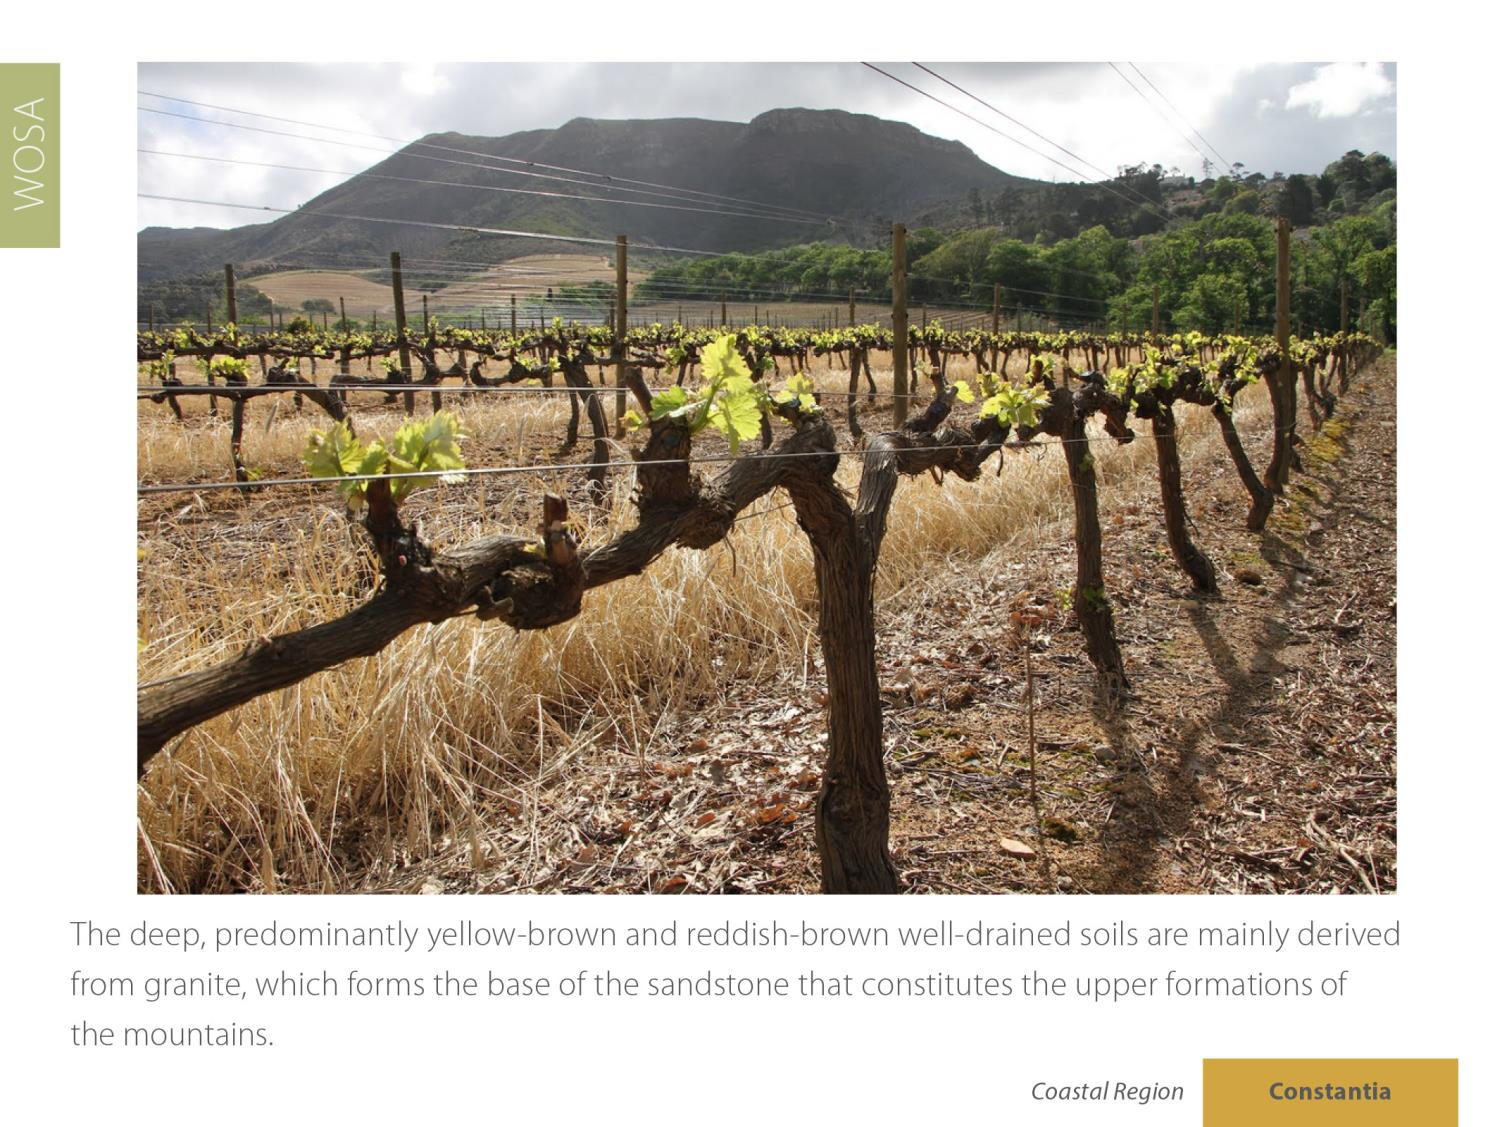 WOSA
The deep, predominantly yellow-brown and reddish-brown well-drained soils are mainly derived
from granite, which forms the base of the sandstone that constitutes the upper formations of
the mountains.
Coastal Region
Constantia